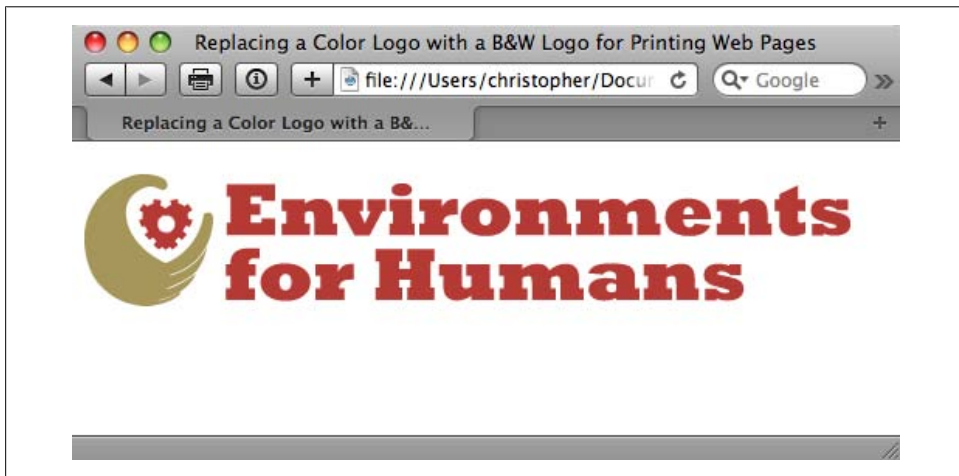 Replacing a Color Logo with a B&W Logo for Printing Web Pages
file:///Users/christopher/Docu
Google
Replacing a Color Logo with a B&...
Environments
for Humans